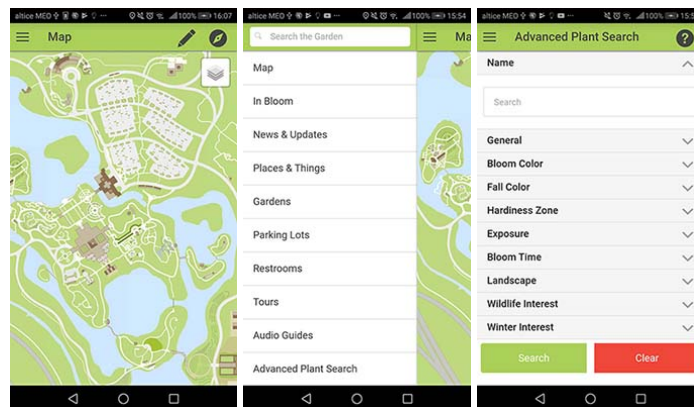 altice MEO
100% 16:07
Map
altice MEO
100% 15:54
Search the Garden
Ma
Map
In Bloom
News & Updates
Places & Things
Gardens
Parking Lots
Restrooms
Tours
Audio Guides
Advanced Plant Search
altice MEO
100%
Advanced Plant Search
?
Name
Search
General
Bloom Color
Fall Color
Hardiness Zone
Exposure
Bloom Time
Landscape
Wildlife Interest
Winter Interest
Search
Clear